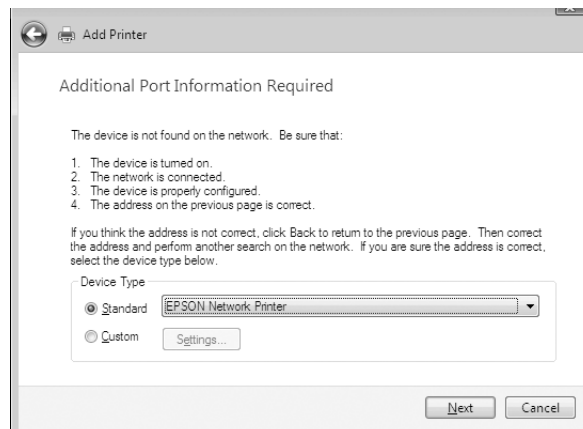 Add Printer
Additional Port Information Required
The device is not found on the network. Be sure that:
1. The device is turned on.
2. The network is connected.
3. The device is properly configured.
4. The address on the previous page is correct.
If you think the address is not correct, click Back to return to the previous page. Then correct
the address and perform another search on the network. If you are sure the address is correct,
select the device type below.
Device Type
Standard EPSON Network Printer
Custom Settings...
Next Cancel